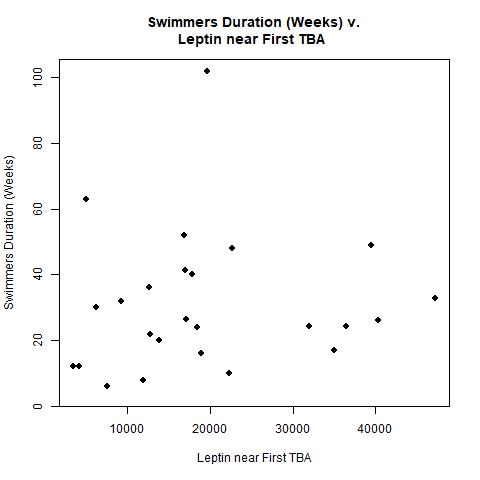 Swimmers Duration (Weeks) v.
Leptin near First TBA
Swimmers Duration (Weeks)
100
80
60
40
20
0
10000 20000 30000 40000
Leptin near First TBA